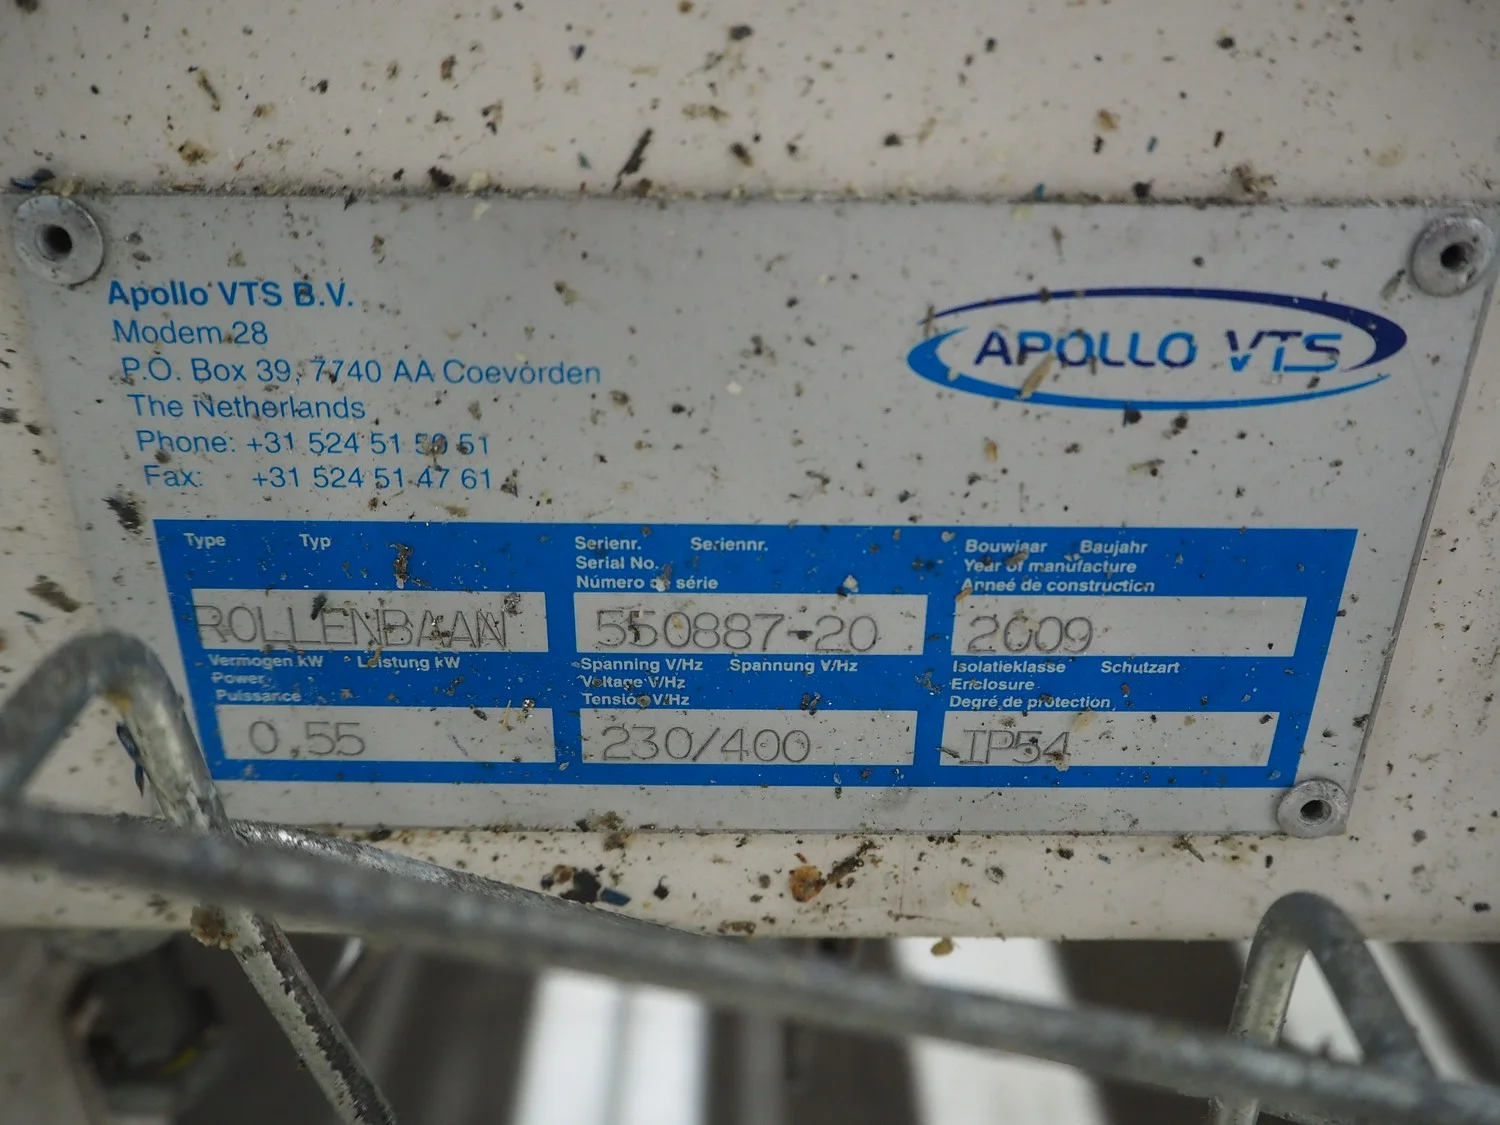 Apollo VTS B.V.
Modem 28
P.O. Box 39, 7740 AA Coevorden
The Netherlands
Phone: +31 524 51 50 51
Fax: +31 524 51 47 61
APOLLO VTS
Type Typ
Serienr. Seriennr.
Serial No.
Número de série
Bouwjaar Baujahr
Year of manufacture
Anneé de construction
ROLLENBAAN
550887-20
2009
Vermogen kW Leistung kW
Power
Puissance
Spanning V/Hz Spannung V/Hz
Voltage V/Hz
Tension V/Hz
Isolatieklasse Schutzart
Enclosure
Degré de protection
0,55
230/400
IP54